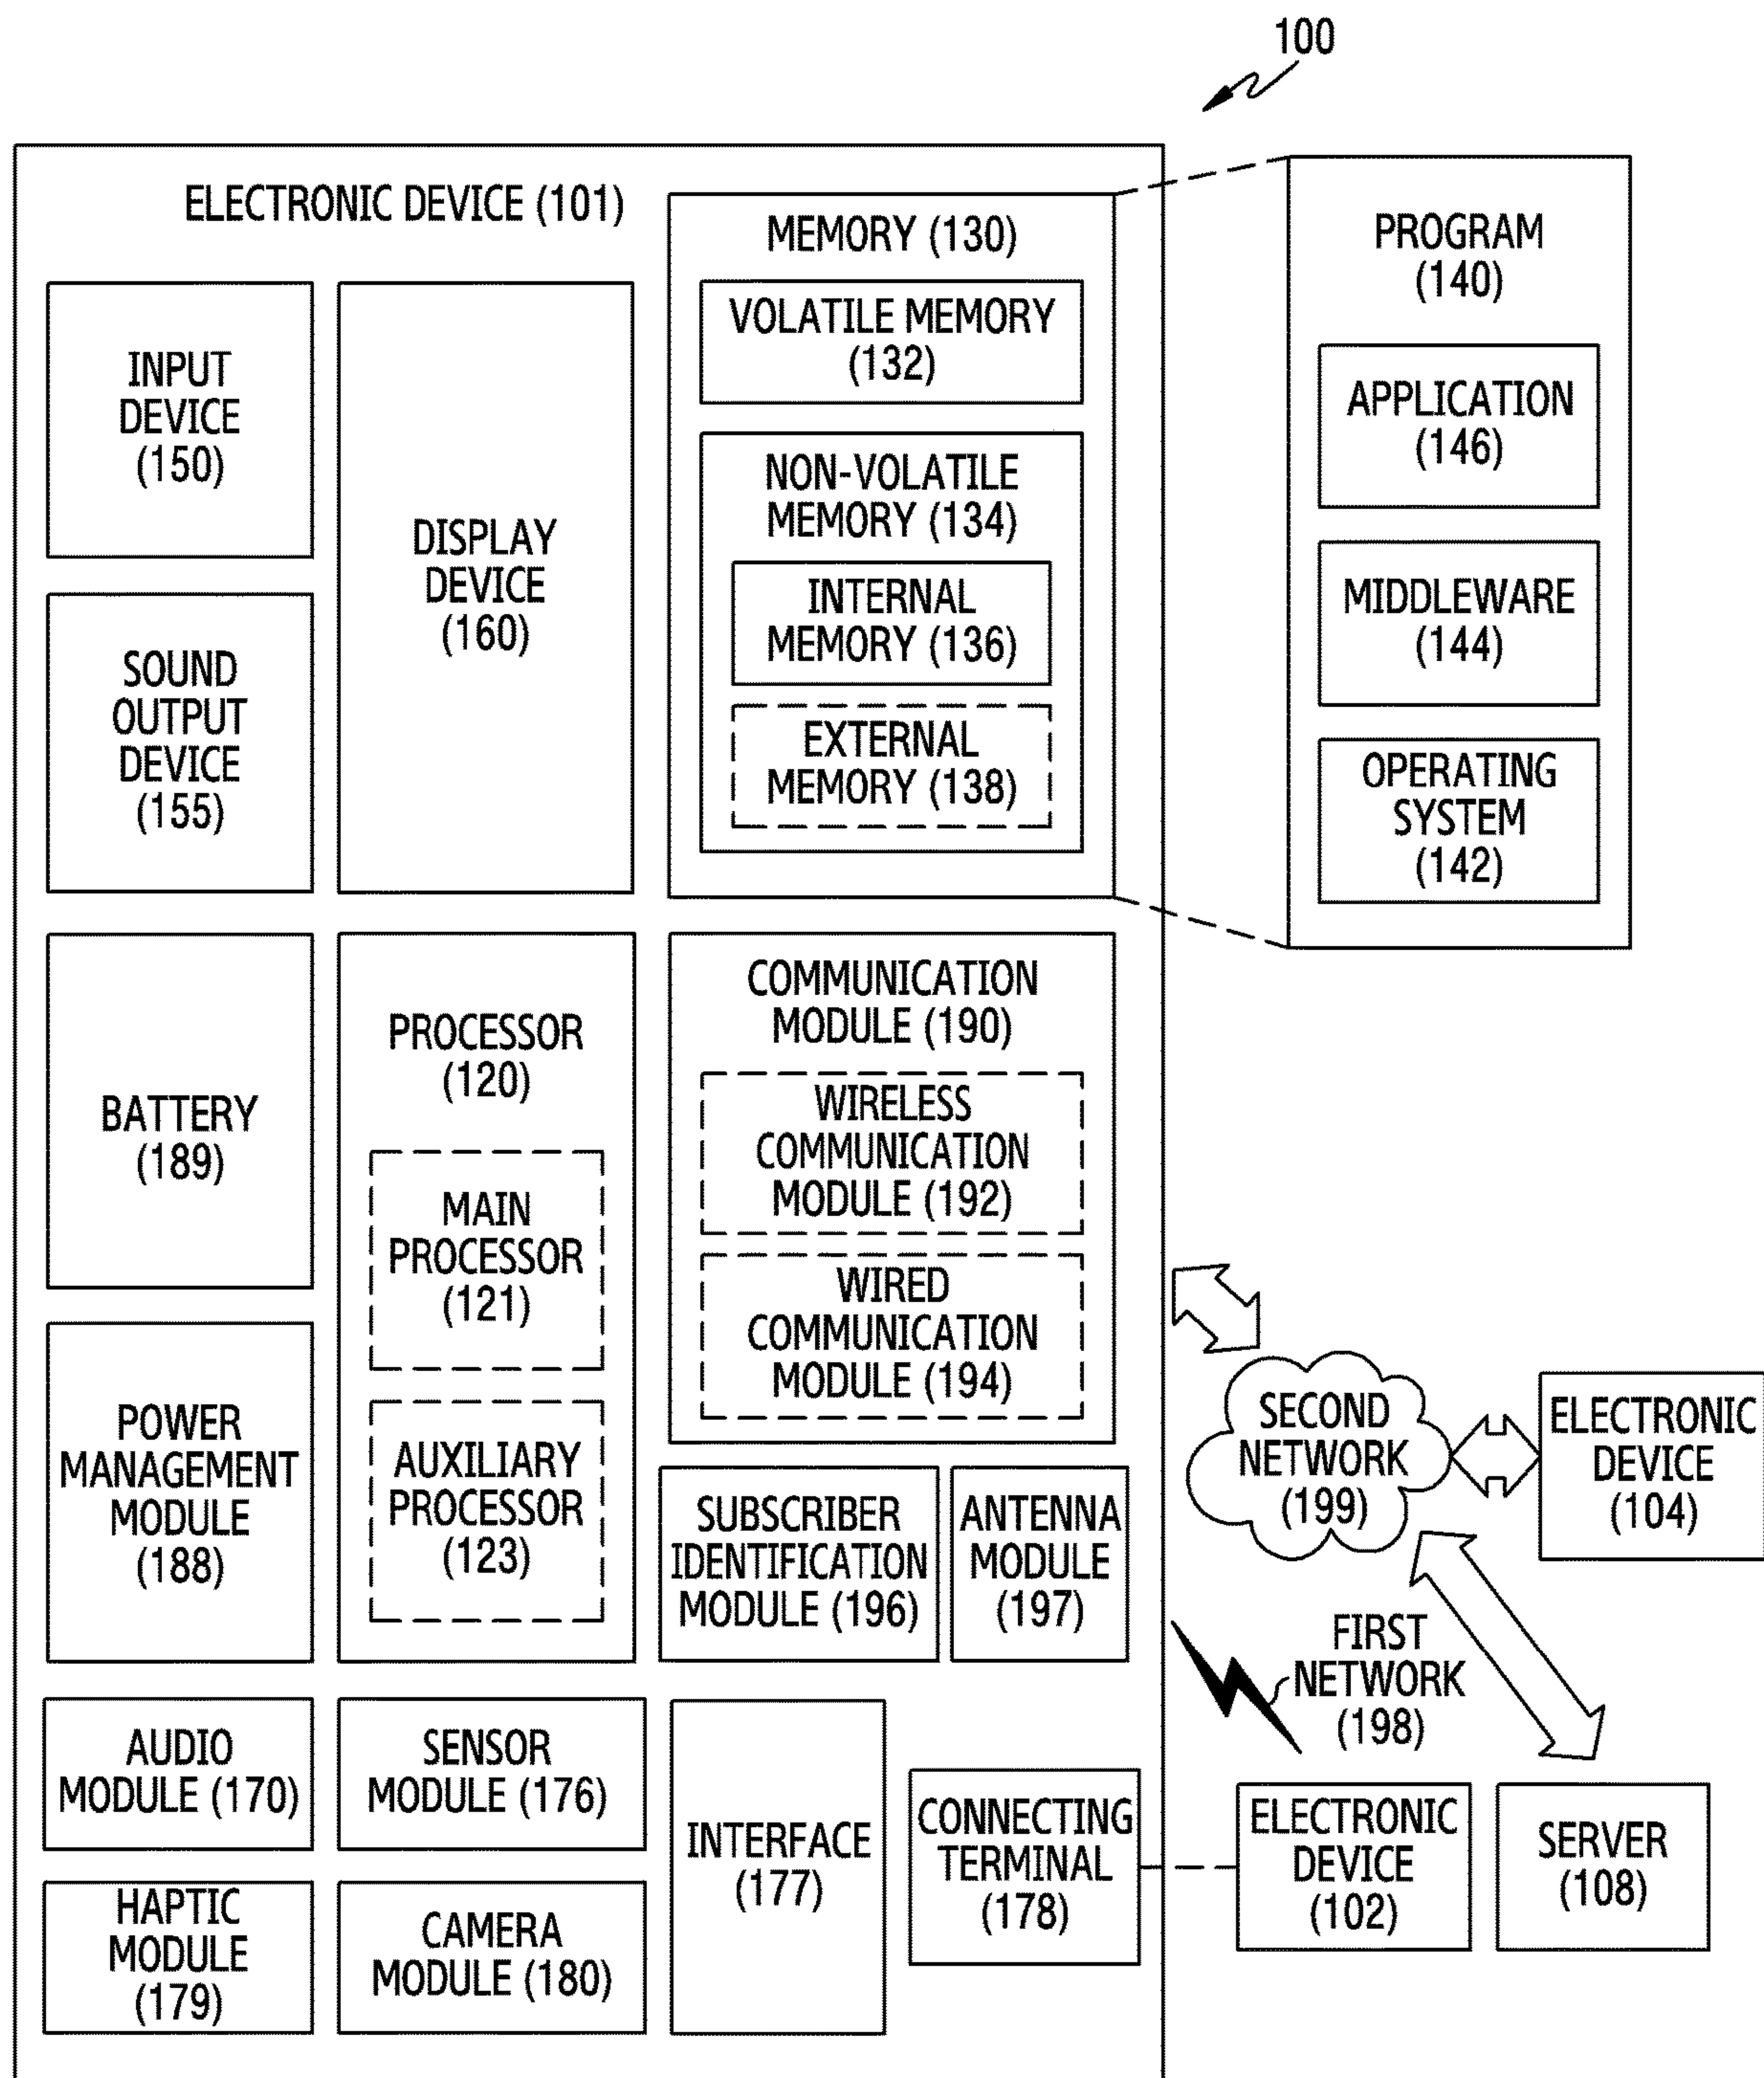 100
ELECTRONIC DEVICE (101)
INPUT
DEVICE
(150)
SOUND
OUTPUT
DEVICE
(155)
DISPLAY
DEVICE
(160)
MEMORY (130)
VOLATILE MEMORY
(132)
NON-VOLATILE
MEMORY (134)
INTERNAL
MEMORY (136)
EXTERNAL
MEMORY (138)
PROGRAM
(140)
APPLICATION
(146)
MIDDLEWARE
(144)
OPERATING
SYSTEM
(142)
BATTERY
(189)
POWER
MANAGEMENT
MODULE
(188)
PROCESSOR
(120)
MAIN
PROCESSOR
(121)
AUXILIARY
PROCESSOR
(123)
COMMUNICATION
MODULE (190)
WIRELESS
COMMUNICATION
MODULE (192)
WIRED
COMMUNICATION
MODULE (194)
SUBSCRIBER
IDENTIFICATION
MODULE (196)
ANTENNA
MODULE
(197)
SECOND
NETWORK
(199)
ELECTRONIC
DEVICE
(104)
FIRST
NETWORK
(198)
AUDIO
MODULE (170)
SENSOR
MODULE (176)
HAPTIC
MODULE
(179)
CAMERA
MODULE (180)
INTERFACE
(177)
CONNECTING
TERMINAL
(178)
ELECTRONIC
DEVICE
(102)
SERVER
(108)